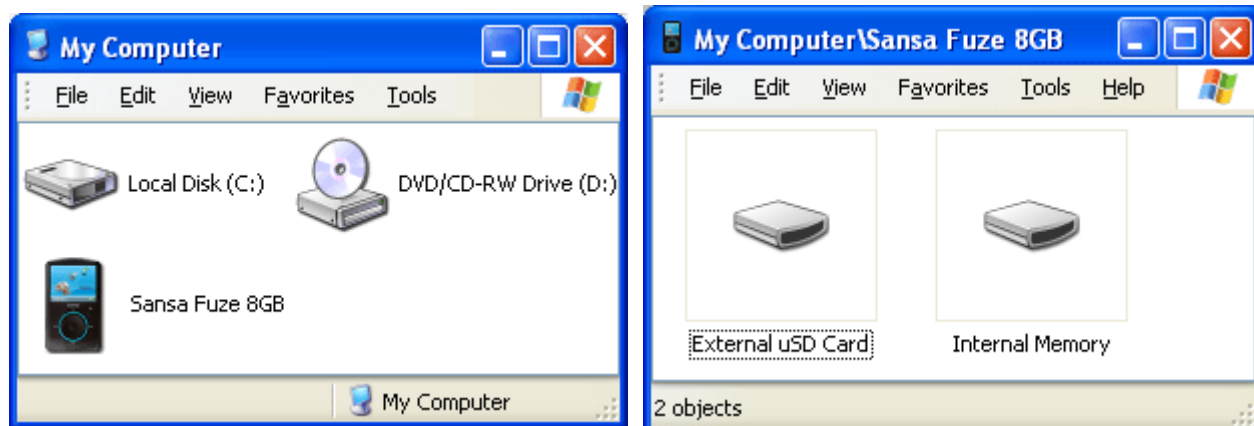 My Computer
File Edit View Favorites Tools
Local Disk (C:) DVD/CD-RW Drive (D:)
Sansa Fuze 8GB
My Computer
My Computer\Sansa Fuze 8GB
File Edit View Favorites Tools Help
External uSD Card Internal Memory
2 objects